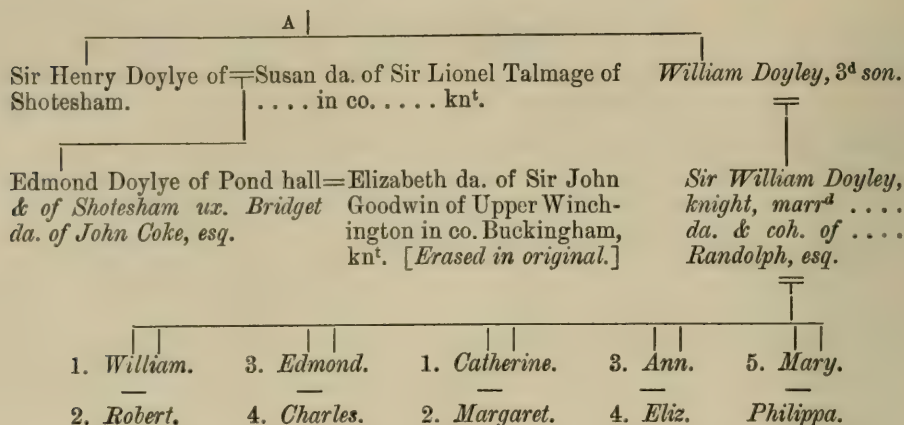 A
Sir Henry Doylye of=Susan da. of Sir Lionel Talmage of
Shotesham. . . . . in co. . . . . . knt.
William Doyley, 3d son.
Edmond Doylye of Pond hall=Elizabeth da. of Sir John
& of Shotesham ux. Bridget Goodwin of Upper Winch-
da. of John Coke, esq. ington in co. Buckingham,
knt. [Erased in original.]
Sir William Doyley,
knight, marrd . . . .
da. & coh. of . . . .
Randolph, esq.
1. William. 3. Edmond. 1. Catherine. 3. Ann. 5. Mary.
2. Robert. 4. Charles. 2. Margaret. 4. Eliz. Philippa.